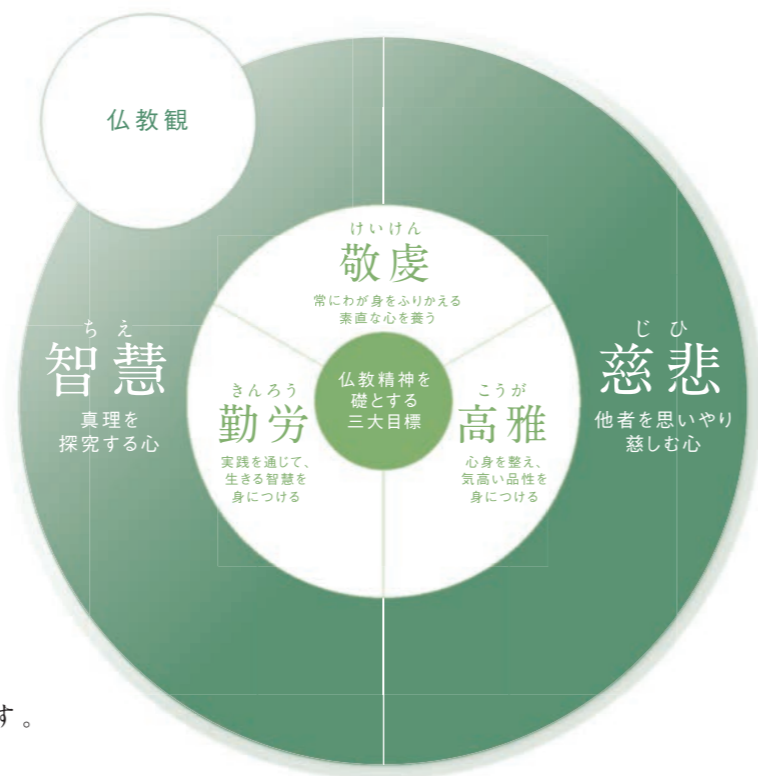 仏教観
けいけん
敬虔
常にわが身をふりかえる
素直な心を養う
ちえ
智慧
真理を
探究する心
じひ
慈悲
他者を思いやり
慈しむ心
仏教精神を
礎とする
三大目標
きんろう
勤労
実践を通じて、
生きる智慧を
身につける
こうが
高雅
心身を整え、
気高い品性を
身につける
す。